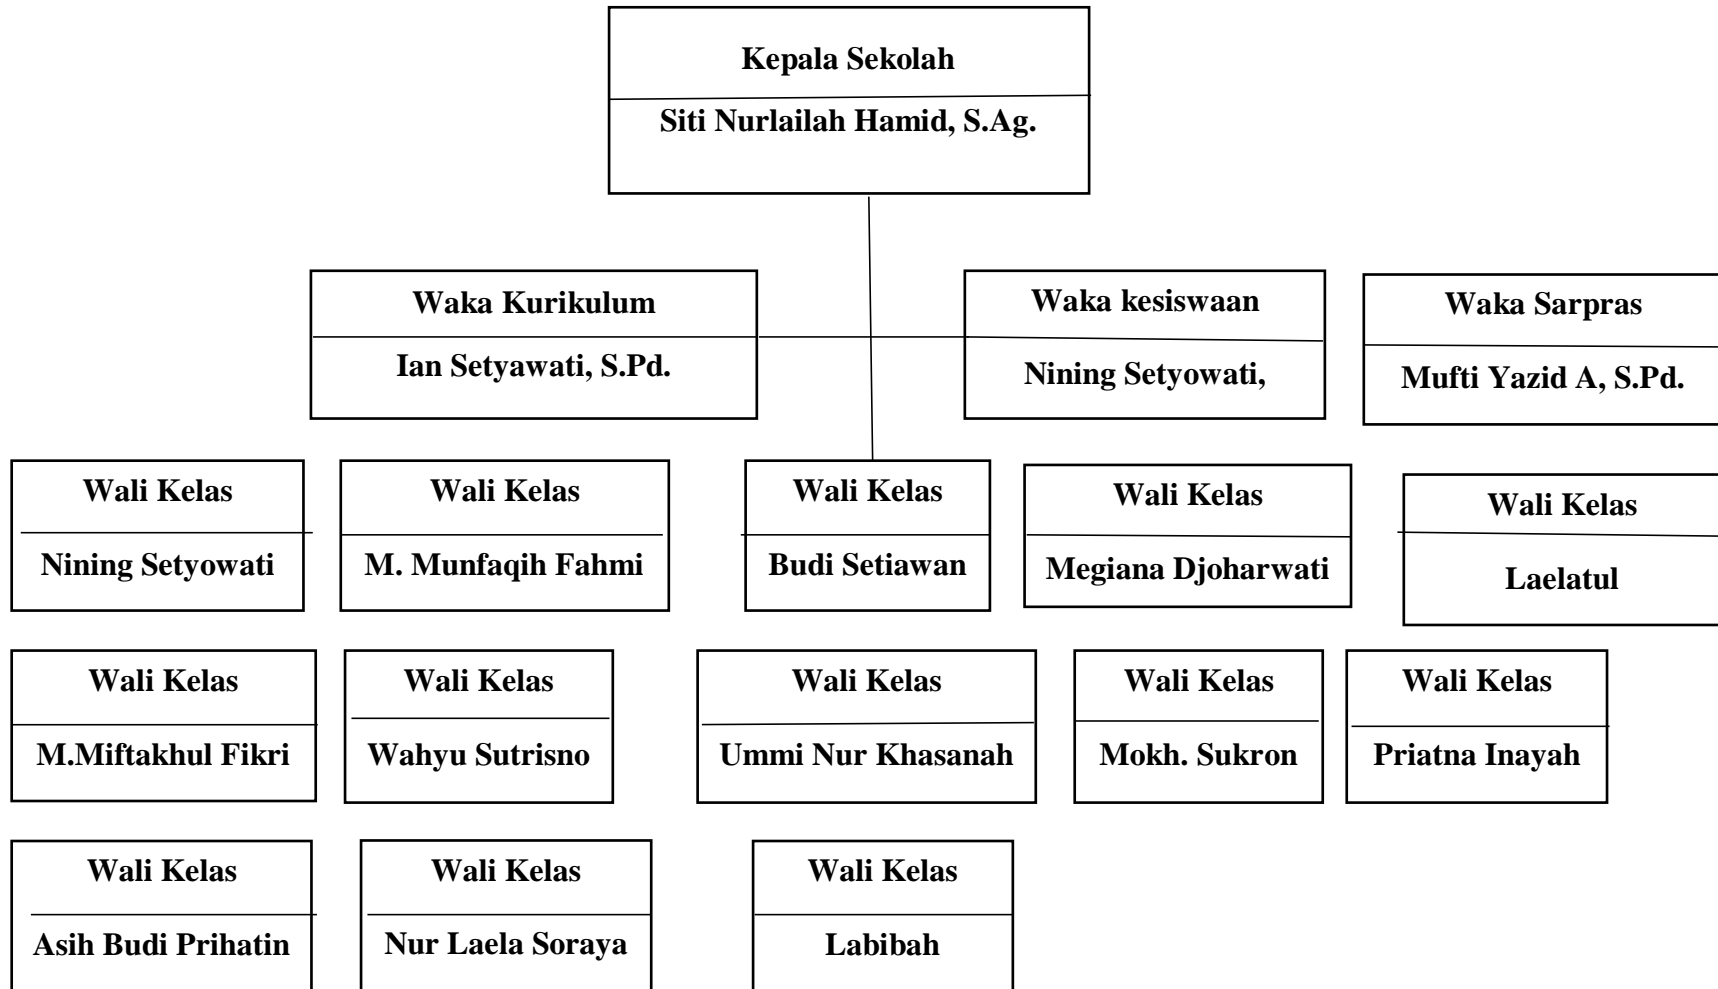 Kepala Sekolah
Siti Nurlailah Hamid, S.Ag.
Waka Kurikulum
Ian Setyawati, S.Pd.
Waka kesiswaan
Nining Setyowati,
Waka Sarpras
Mufti Yazid A, S.Pd.
Wali Kelas
Nining Setyowati
Wali Kelas
M. Munfaqih Fahmi
Wali Kelas
Budi Setiawan
Wali Kelas
Megiana Djoharwati
Wali Kelas
Laelatul
Wali Kelas
M.Miftakhul Fikri
Wali Kelas
Wahyu Sutrisno
Wali Kelas
Ummi Nur Khasanah
Wali Kelas
Mokh. Sukron
Wali Kelas
Priatna Inayah
Wali Kelas
Asih Budi Prihatin
Wali Kelas
Nur Laela Soraya
Wali Kelas
Labibah